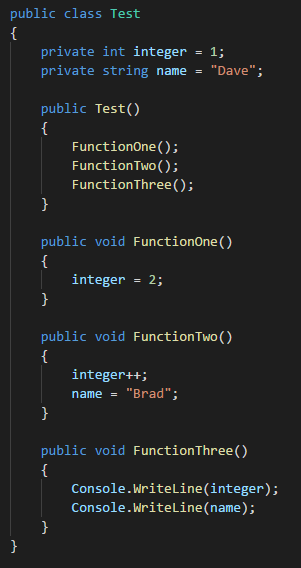 public class Test
{
    private int integer = 1;
    private string name = "Dave";

    public Test()
    {
        FunctionOne();
        FunctionTwo();
        FunctionThree();
    }

    public void FunctionOne()
    {
        integer = 2;
    }

    public void FunctionTwo()
    {
        integer++;
        name = "Brad";
    }

    public void FunctionThree()
    {
        Console.WriteLine(integer);
        Console.WriteLine(name);
    }
}